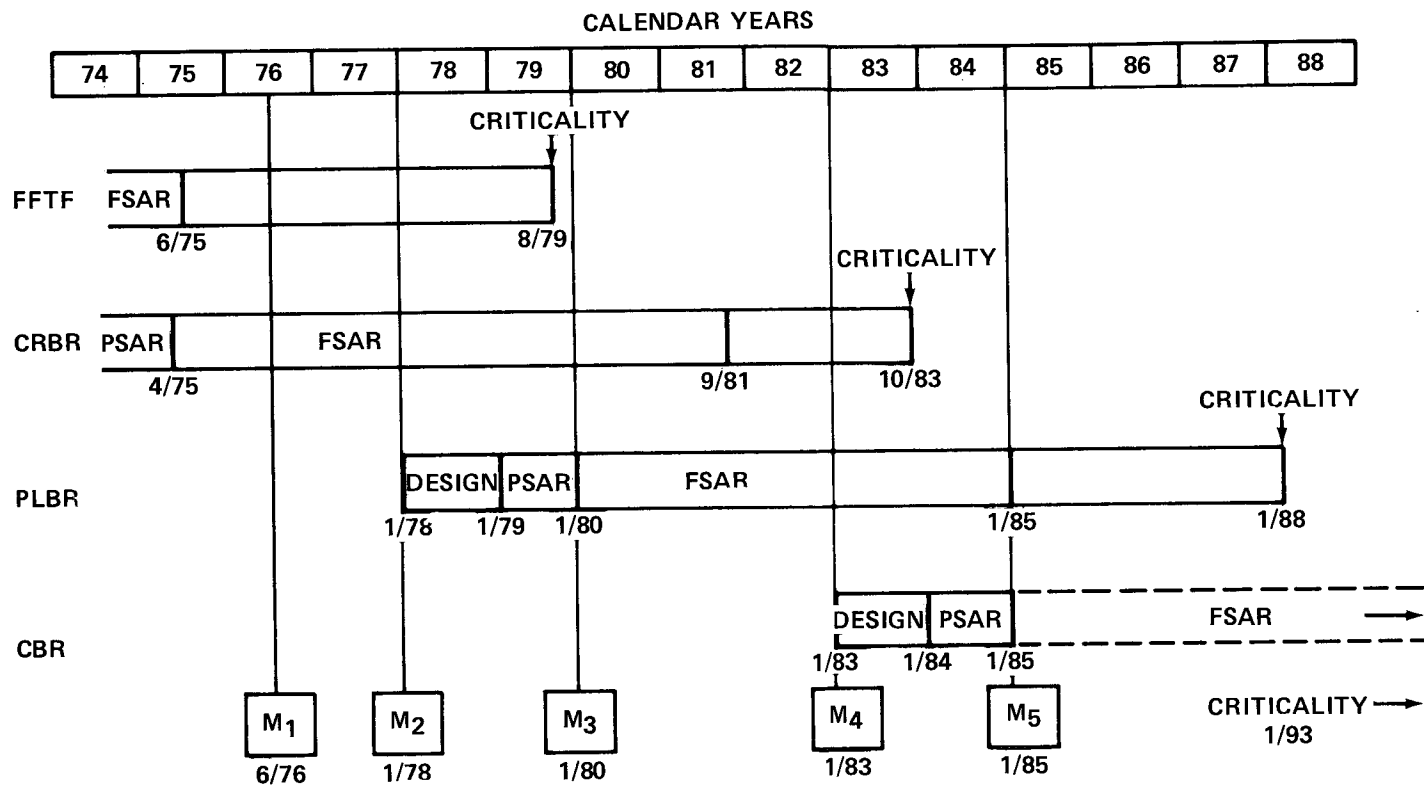 CALENDAR YEARS
74 75 76 77 78 79 80 81 82 83 84 85 86 87 88
CRITICALITY
FFTF FSAR
6/75 8/79
CRITICALITY
CRBR PSAR FSAR
4/75 9/81 10/83
CRITICALITY
PLBR DESIGN PSAR FSAR
1/78 1/79 1/80 1/85 1/88
CBR DESIGN PSAR FSAR
1/83 1/84 1/85
M1 M2 M3 M4 M5 CRITICALITY
1/93
6/76 1/78 1/80 1/83 1/85